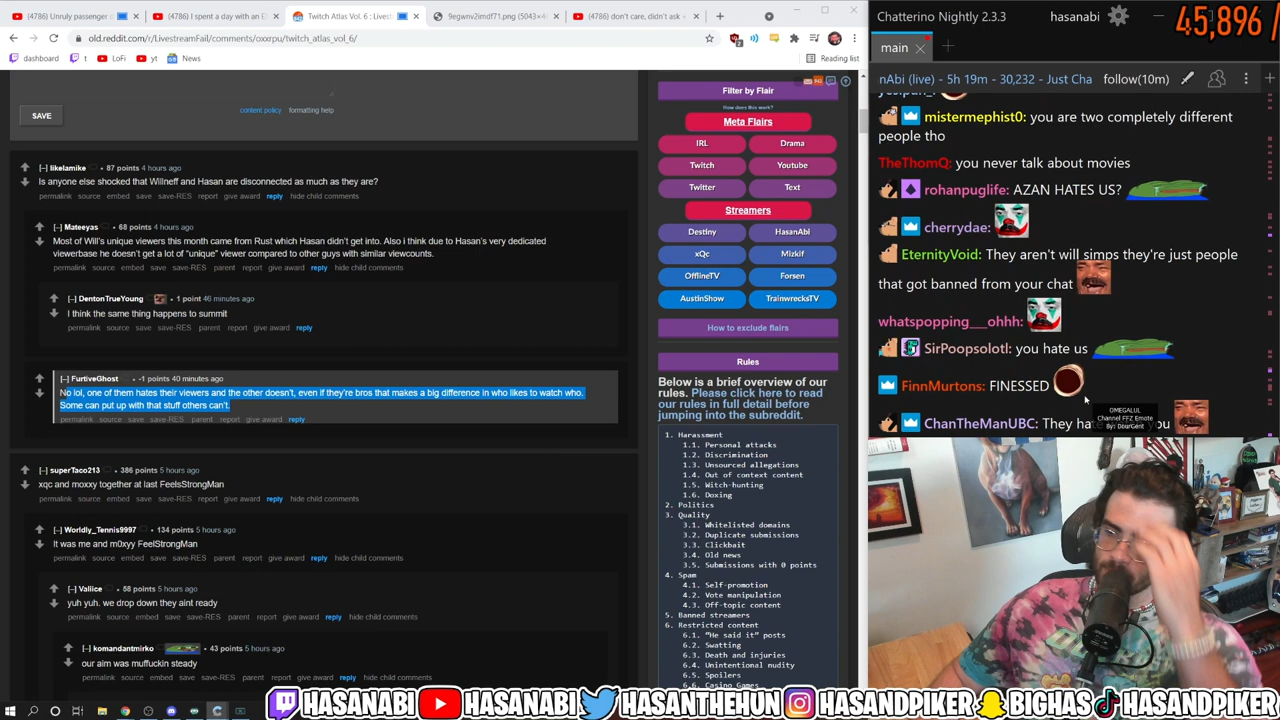 (4786) Unruly passenger d
(4786) I spent a day with an E
Twitch Atlas Vol. 6 : Livest
9egwnv2imdf71.png (5043×
(4786) don't care, didn't ask +
old.reddit.com/r/LivestreamFail/comments/oxxrpu/twitch_atlas_vol_6/
dashboard
t
LoFi
yt
News
Reading list
content policy
formatting help
SAVE
[–] likelamike 87 points 4 hours ago
Is anyone else shocked that Willneff and Hasan are disconnected as much as they are?
permalink source embed save save-RES report give award reply hide child comments
[–] Mateeyas 68 points 4 hours ago
Most of Will's unique viewers this month came from Rust which Hasan didn't get into. Also i think due to Hasan's very dedicated
viewerbase he doesn't get a lot of "unique" viewer compared to other guys with similar viewcounts.
permalink source embed save save-RES parent report give award reply hide child comments
[–] DentonTrueYoung 1 point 46 minutes ago
I think the same thing happens to summit
permalink source embed save save-RES parent report give award reply
[–] FurtiveGhost -1 points 40 minutes ago
No lol, one of them hates their viewers and the other doesn't, even if they're bros that makes a big difference in who likes to watch who.
Some can put up with that stuff others can't.
permalink source embed save save-RES parent report give award reply
[–] superTaco213 386 points 5 hours ago
xqc and moxxy together at last FeelsStrongMan
permalink source embed save save-RES report give award reply hide child comments
[–] Worldly_Tennis9997 134 points 5 hours ago
It was me and m0xyy FeelStrongMan
permalink source embed save save-RES parent report give award reply hide child comments
[–] Vallice 58 points 5 hours ago
yuh yuh. we drop down they aint ready
permalink source embed save save-RES parent report give award reply hide child comments
[–] komandantmirko 43 points 5 hours ago
our aim was muffuckin steady
permalink source embed save save-RES parent report give award reply hide child comments
Filter by Flair
How does this work?
Meta Flairs
IRL
Drama
Twitch
Youtube
Twitter
Text
Streamers
Destiny
HasanAbi
xQc
Mizkif
OfflineTV
Forsen
AustinShow
TrainwrecksTV
How to exclude flairs
Rules
Below is a brief overview of our
rules. Please click here to read
our rules in full detail before
jumping into the subreddit.
1. Harassment
1.1. Personal attacks
1.2. Discrimination
1.3. Unsourced allegations
1.4. Out of context content
1.5. Witch-hunting
1.6. Doxing
2. Politics
3. Quality
3.1. Whitelisted domains
3.2. Duplicate submissions
3.3. Clickbait
3.4. Old news
3.5. Submissions with 0 points
4. Spam
4.1. Self-promotion
4.2. Vote manipulation
4.3. Off-topic content
5. Banned streamers
6. Restricted content
6.1. "He said it" posts
6.2. Swatting
6.3. Death and injuries
6.4. Unintentional nudity
6.5. Spoilers
6.6. Casino Games
Chatterino Nightly 2.3.3
hasanabi
45,896 /
main
nAbi (live) - 5h 19m - 30,232 - Just Cha
follow(10m)
mistermephist0: you are two completely different
people tho
TheThomQ: you never talk about movies
rohanpuglife: AZAN HATES US?
cherrydae:
EternityVoid: They aren't will simps they're just people
that got banned from your chat
whatspopping___ohhh:
SirPoopsolotl: you hate us
FinnMurtons: FINESSED
OMEGALUL
Channel FFZ Emote
By: DourGent
ChanTheManUBC: They hate
HASANABI
HASANABI
HASANTHEHUN
HASANDPIKER
BIGHAS
HASANDPIKER